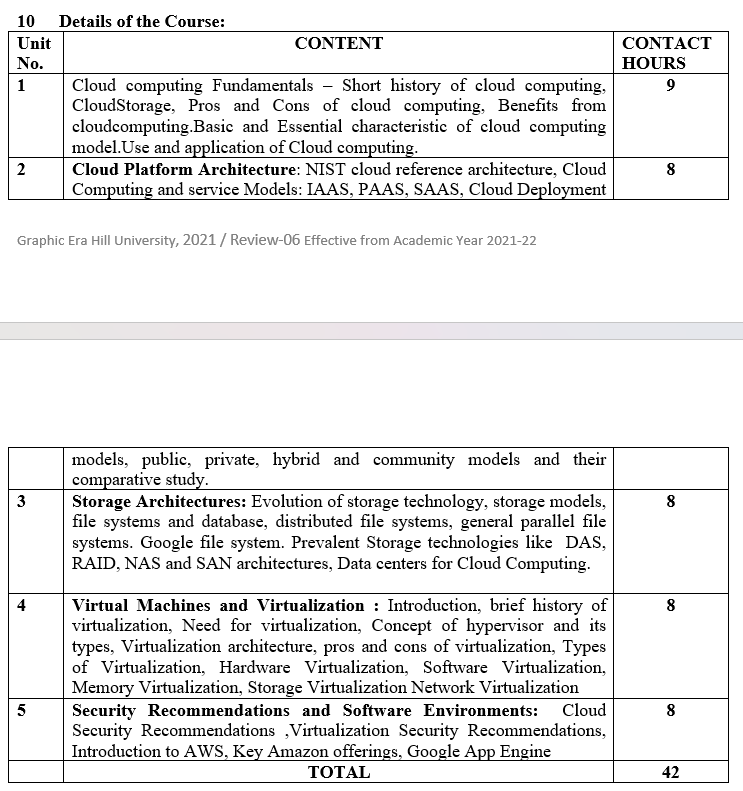 10 Details of the Course:
Unit No. CONTENT CONTACT HOURS
1 Cloud computing Fundamentals – Short history of cloud computing, 9
CloudStorage, Pros and Cons of cloud computing, Benefits from
cloudcomputing.Basic and Essential characteristic of cloud computing
model.Use and application of Cloud computing.
2 Cloud Platform Architecture: NIST cloud reference architecture, Cloud 8
Computing and service Models: IAAS, PAAS, SAAS, Cloud Deployment
Graphic Era Hill University, 2021 / Review-06 Effective from Academic Year 2021-22
models, public, private, hybrid and community models and their
comparative study.
3 Storage Architectures: Evolution of storage technology, storage models, 8
file systems and database, distributed file systems, general parallel file
systems. Google file system. Prevalent Storage technologies like DAS,
RAID, NAS and SAN architectures, Data centers for Cloud Computing.
4 Virtual Machines and Virtualization : Introduction, brief history of 8
virtualization, Need for virtualization, Concept of hypervisor and its
types, Virtualization architecture, pros and cons of virtualization, Types
of Virtualization, Hardware Virtualization, Software Virtualization,
Memory Virtualization, Storage Virtualization Network Virtualization
5 Security Recommendations and Software Environments: Cloud 8
Security Recommendations ,Virtualization Security Recommendations,
Introduction to AWS, Key Amazon offerings, Google App Engine
TOTAL 42